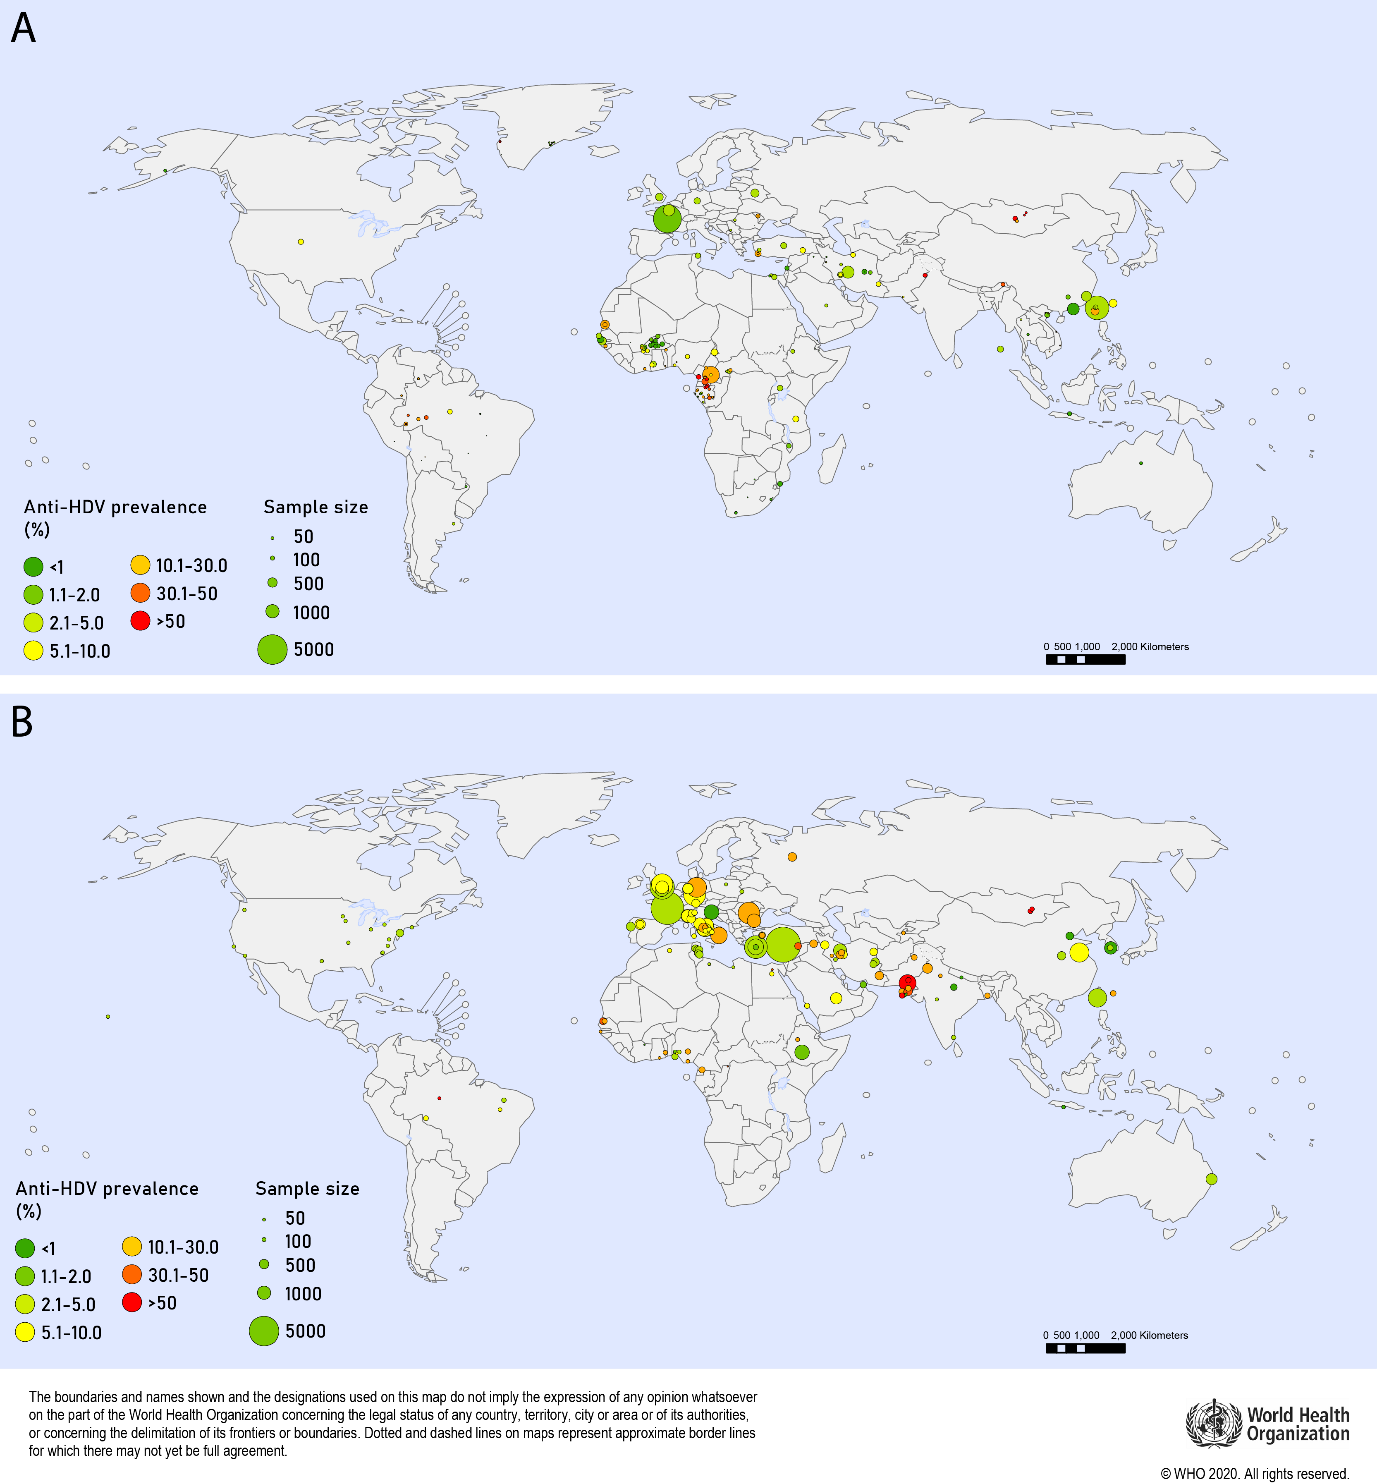 A
Anti-HDV prevalence
(%)
<1
1.1-2.0
2.1-5.0
5.1-10.0
10.1-30.0
30.1-50
>50
Sample size
50
100
500
1000
5000
0 500 1,000 2,000 Kilometers
B
Anti-HDV prevalence
(%)
<1
1.1-2.0
2.1-5.0
5.1-10.0
10.1-30.0
30.1-50
>50
Sample size
50
100
500
1000
5000
0 500 1,000 2,000 Kilometers
The boundaries and names shown and the designations used on this map do not imply the expression of any opinion whatsoever
on the part of the World Health Organization concerning the legal status of any country, territory, city or area or of its authorities,
or concerning the delimitation of its frontiers or boundaries. Dotted and dashed lines on maps represent approximate border lines
for which there may not yet be full agreement.
World Health
Organization
© WHO 2020. All rights reserved.